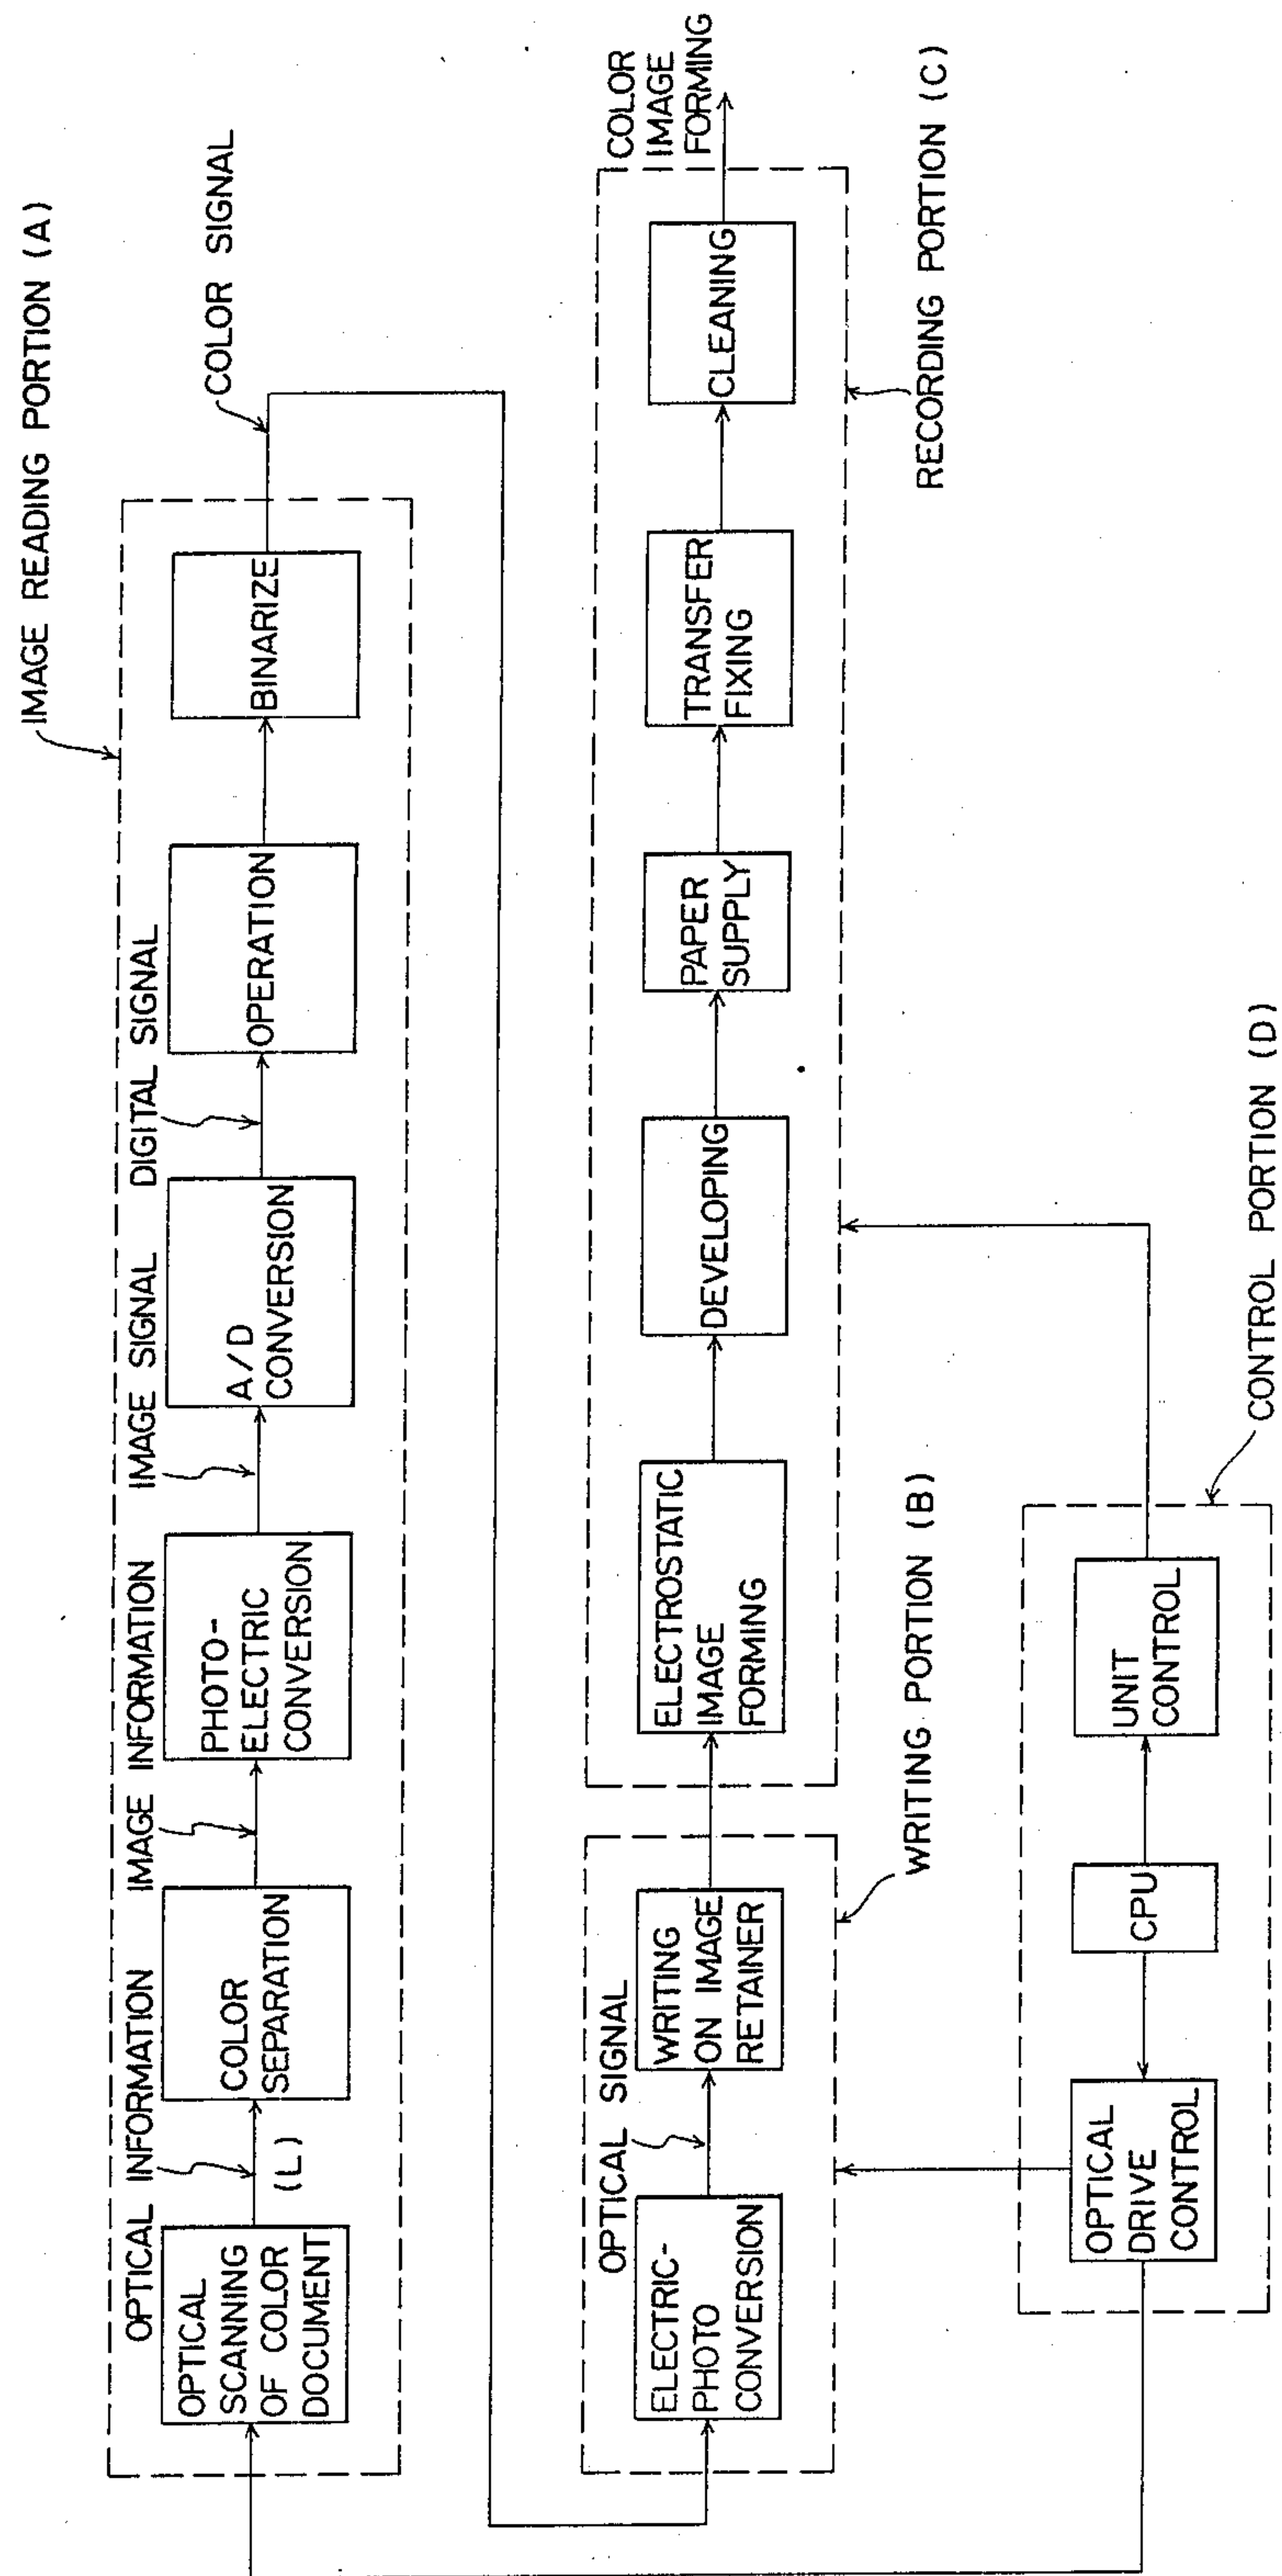 IMAGE READING PORTION (A)
OPTICAL INFORMATION
IMAGE INFORMATION
IMAGE SIGNAL
DIGITAL SIGNAL
COLOR SIGNAL
OPTICAL
SCANNING
OF COLOR
DOCUMENT
(L)
COLOR
SEPARATION
PHOTO-
ELECTRIC
CONVERSION
A/D
CONVERSION
OPERATION
BINARIZE
OPTICAL SIGNAL
ELECTRIC-
PHOTO
CONVERSION
WRITING
ON IMAGE
RETAINER
WRITING PORTION (B)
ELECTROSTATIC
IMAGE
FORMING
DEVELOPING
PAPER
SUPPLY
TRANSFER
FIXING
CLEANING
COLOR
IMAGE
FORMING
RECORDING PORTION (C)
OPTICAL
DRIVE
CONTROL
CPU
UNIT
CONTROL
CONTROL PORTION (D)